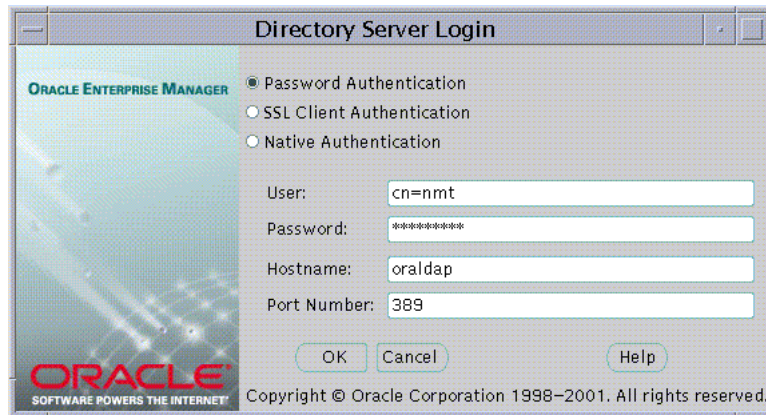 Directory Server Login
ORACLE ENTERPRISE MANAGER
Password Authentication
SSL Client Authentication
Native Authentication
User: cn=nmt
Password: *********
Hostname: oraldap
Port Number: 389
OK Cancel Help
ORACLE
SOFTWARE POWERS THE INTERNET™
Copyright © Oracle Corporation 1998–2001. All rights reserved.